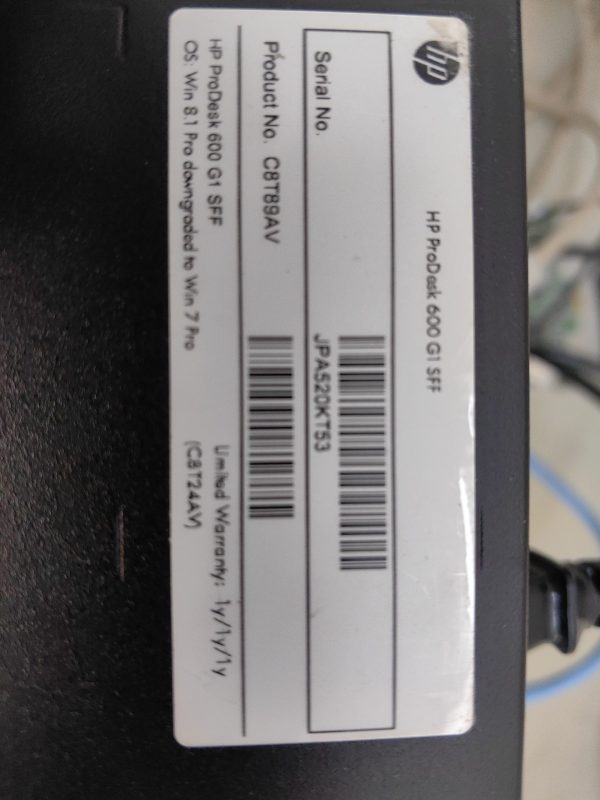 hp
HP ProDesk 600 G1 SFF
Serial No.
JPA520KT53
Product No. C8T89AV
HP ProDesk 600 G1 SFF
Limited Warranty: 1y/1y/1y
OS: Win 8.1 Pro downgraded to Win 7 Pro
(C8T24AV)